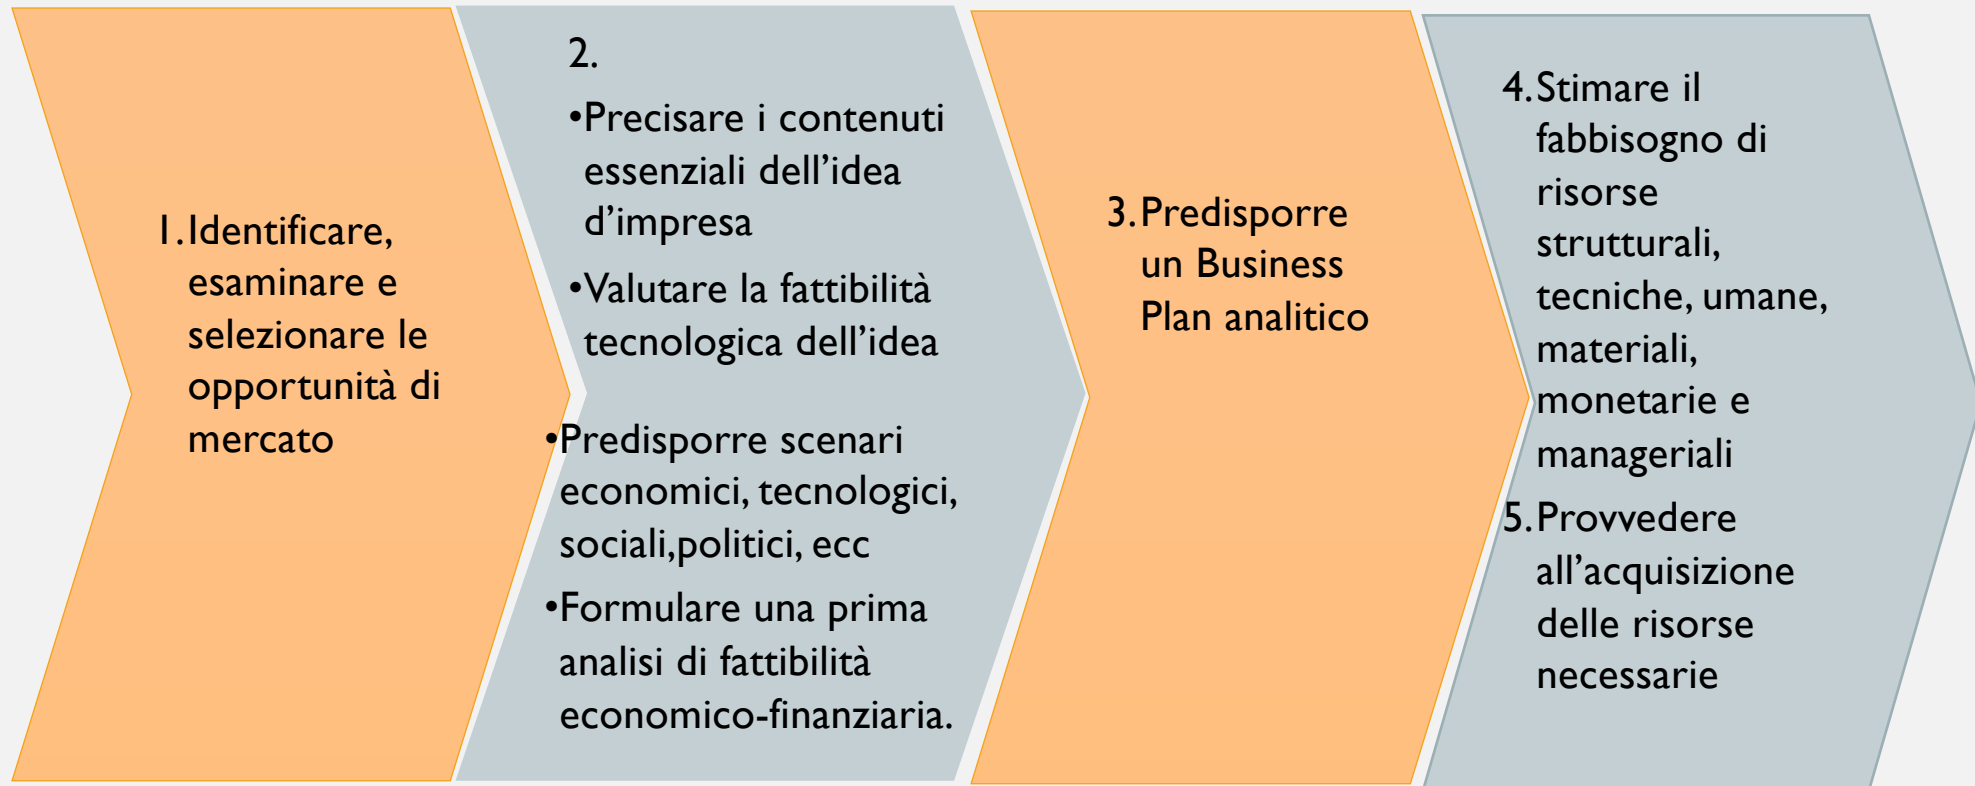 1.Identificare,
esaminare e
selezionare le
opportunità di
mercato
2.
•Precisare i contenuti
essenziali dell’idea
d’impresa
•Valutare la fattibilità
tecnologica dell’idea
•Predisporre scenari
economici, tecnologici,
sociali,politici, ecc
•Formulare una prima
analisi di fattibilità
economico-finanziaria.
3.Predisporre
un Business
Plan analitico
4.Stimare il
fabbisogno di
risorse
strutturali,
tecniche, umane,
materiali,
monetarie e
manageriali
5.Provvedere
all’acquisizione
delle risorse
necessarie